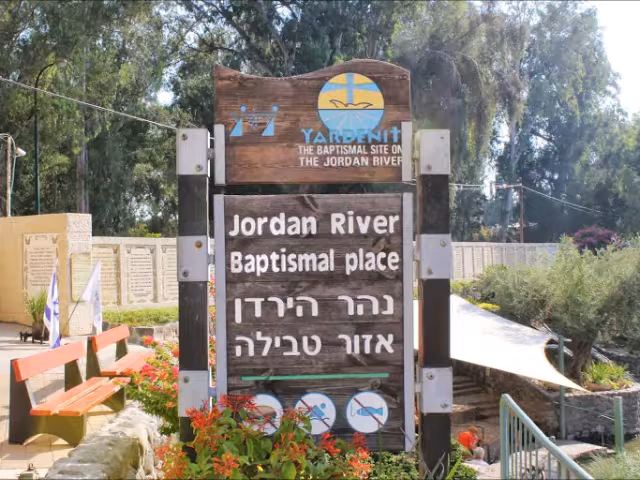 YARDENIT
THE BAPTISMAL SITE ON
THE JORDAN RIVER
Jordan River
Baptismal place
נהר הירדן
אזור טבילה